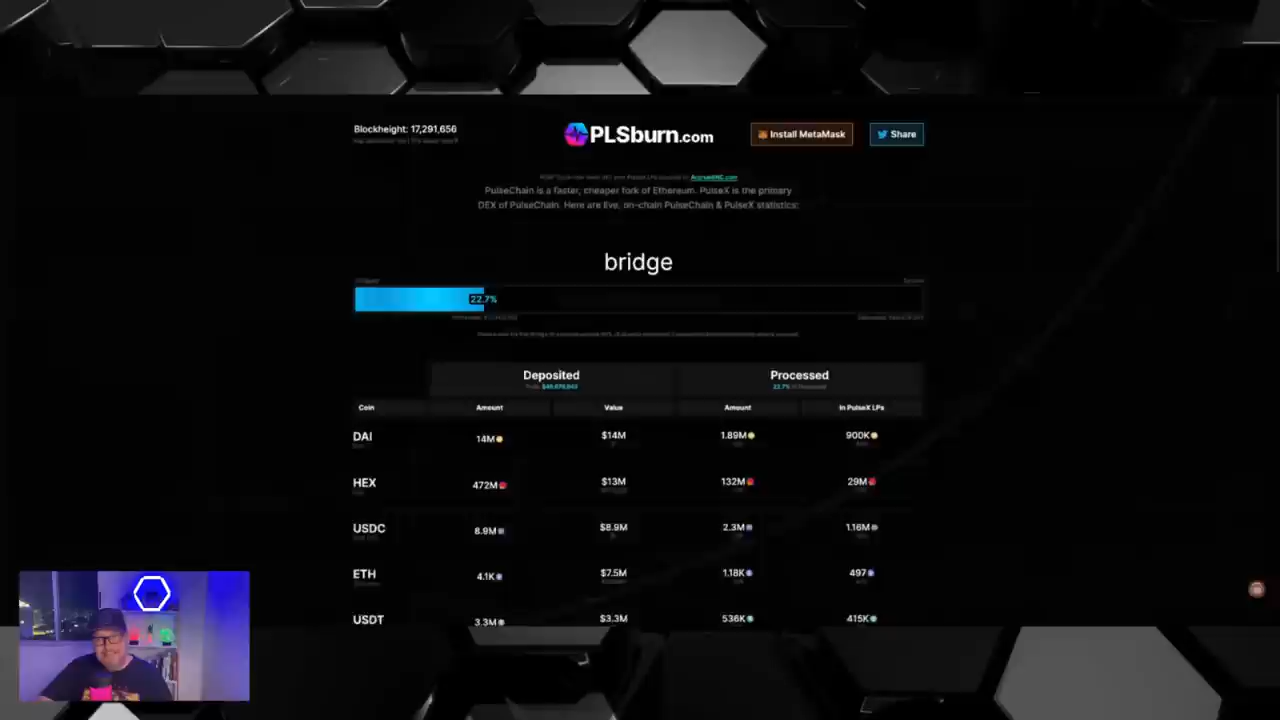 Blockheight: 17,291,656
PLSburn.com
Install MetaMask
Share
AccrueINC.com
PulseChain is a faster, cheaper fork of Ethereum. PulseX is the primary
DEX of PulseChain. Here are live, on-chain PulseChain & PulseX statistics:
bridge
22.7%
Deposited Processed
22.7%
Coin Amount Value Amount in PulseX LPs
DAI 14M $14M 1.89M 900K
HEX 472M $13M 132M 29M
USDC 8.9M $8.9M 2.3M 1.16M
ETH 4.1K $7.5M 1.18K 497
USDT 3.3M $3.3M 536K 415K